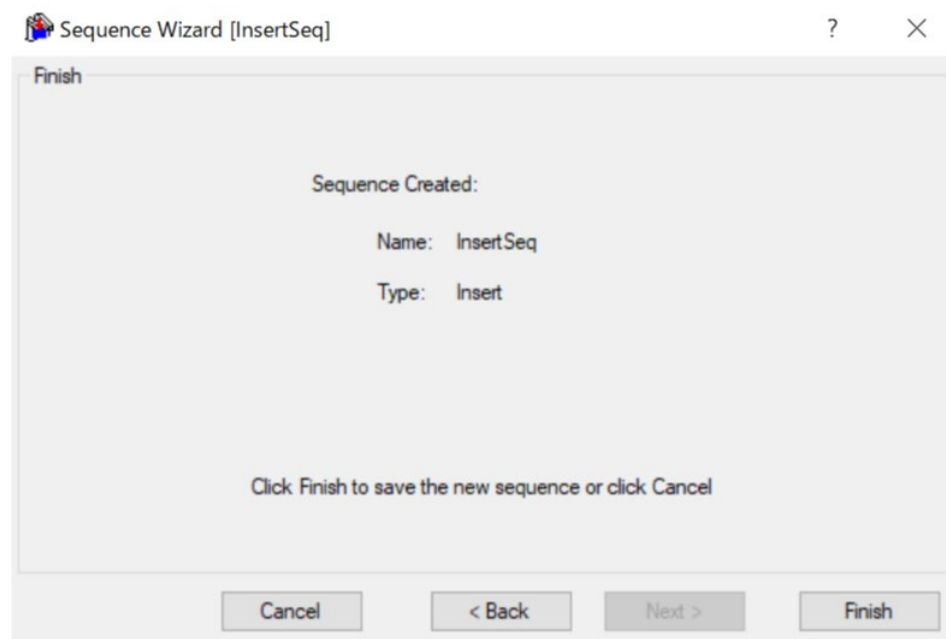 Sequence Wizard [InsertSeq] ?
Finish
Sequence Created:
Name: InsertSeq
Type: Insert
Click Finish to save the new sequence or click Cancel
Cancel < Back Next > Finish